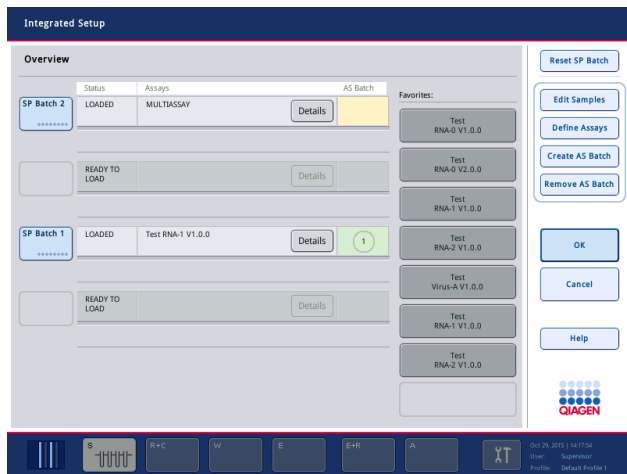 Integrated Setup
Overview
Status Assays AS Batch
SP Batch 2 LOADED MULTIASSAY Details
READY TO
LOAD Details
SP Batch 1 LOADED Test RNA-1 V1.0.0 Details 1
READY TO
LOAD Details
Favorites:
Test
RNA-0 V1.0.0
Test
RNA-0 V2.0.0
Test
RNA-1 V1.0.0
Test
RNA-2 V1.0.0
Test
Virus-A V1.0.0
Test
RNA-1 V1.0.0
Test
RNA-2 V1.0.0
Reset SP Batch
Edit Samples
Define Assays
Create AS Batch
Remove AS Batch
OK
Cancel
Help
QIAGEN
S R+C W E E+R A
Oct 29, 2015 | 14:17:54
User: Supervisor
Profile: Default Profile 1